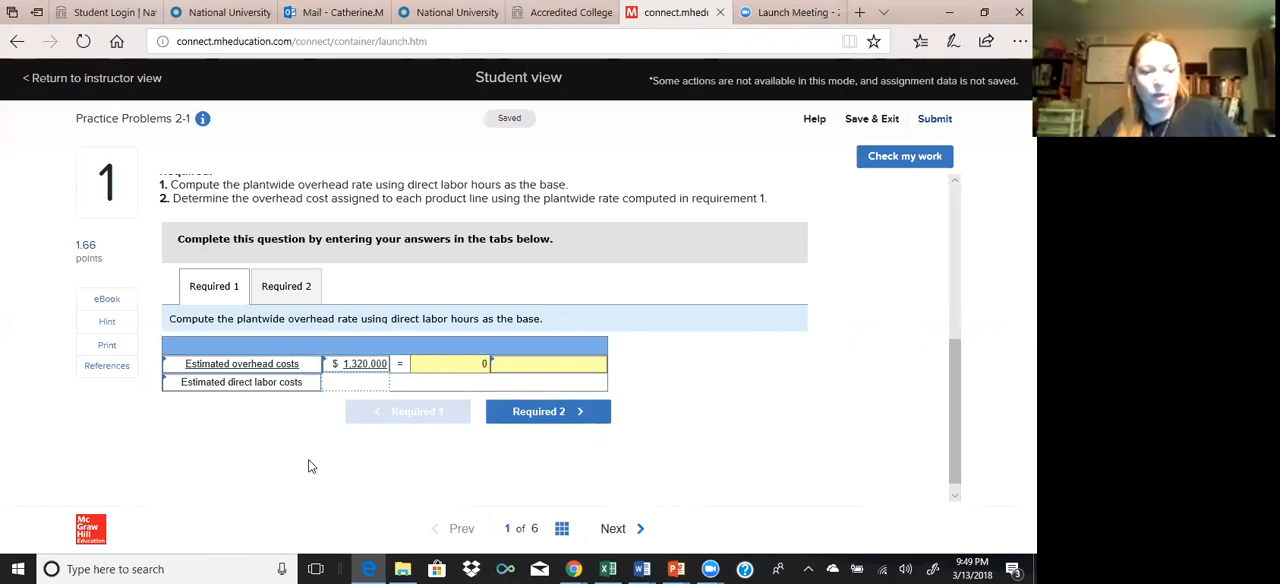 Student Login | Na
National University
Mail - Catherine.M
National University
Accredited College
M connect.mhed
Launch Meeting - Z
connect.mheducation.com/connect/container/launch.htm
< Return to instructor view
Student view
*Some actions are not available in this mode, and assignment data is not saved.
Practice Problems 2-1 i
Saved
Help
Save & Exit
Submit
Check my work
1
1.66
points
eBook
Hint
Print
References
Required:
1. Compute the plantwide overhead rate using direct labor hours as the base.
2. Determine the overhead cost assigned to each product line using the plantwide rate computed in requirement 1.
Complete this question by entering your answers in the tabs below.
Required 1
Required 2
Compute the plantwide overhead rate using direct labor hours as the base.
Estimated overhead costs $ 1,320,000 = 0
Estimated direct labor costs
< Required 1
Required 2 >
Mc
Graw
Hill
Education
< Prev
1 of 6
Next >
Type here to search
9:49 PM
3/13/2018
3